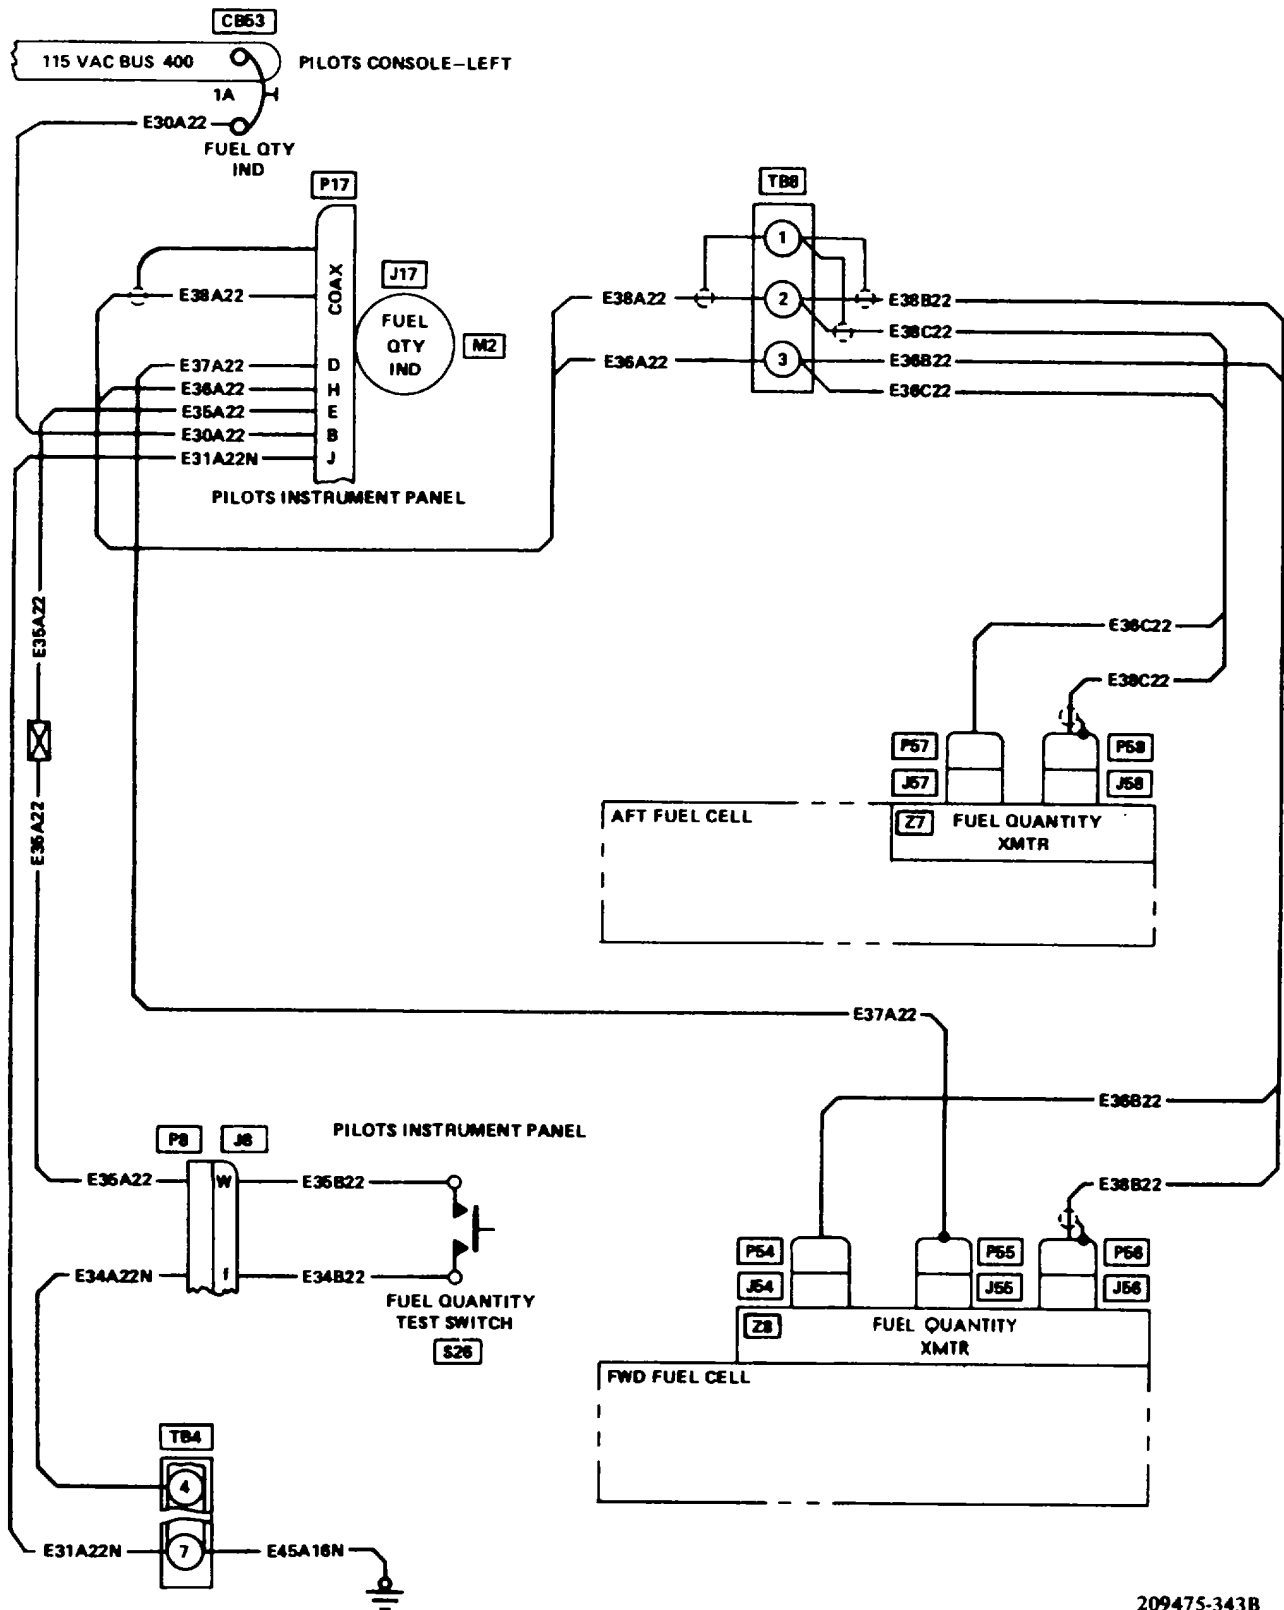 CB53
115 VAC BUS 400
PILOTS CONSOLE–LEFT
1A
E30A22
FUEL QTY
IND
P17
TB8
J17
COAX
E38A22
FUEL
QTY
IND
M2
E37A22
D
E36A22
H
E35A22
E
E30A22
B
E31A22N
J
PILOTS INSTRUMENT PANEL
1
E38A22
2
E38B22
E38C22
E36A22
3
E36B22
E36C22
E35A22
E36C22
E38C22
P57
P58
J57
J58
E35A22
AFT FUEL CELL
Z7
FUEL QUANTITY
XMTR
E37A22
E36B22
PILOTS INSTRUMENT PANEL
P8
J8
E35A22
W
E35B22
E38B22
E34A22N
f
E34B22
FUEL QUANTITY
TEST SWITCH
S26
P54
P55
P56
J54
J55
J56
Z8
FUEL QUANTITY
XMTR
FWD FUEL CELL
TB4
4
E31A22N
7
E45A16N
209475-343B